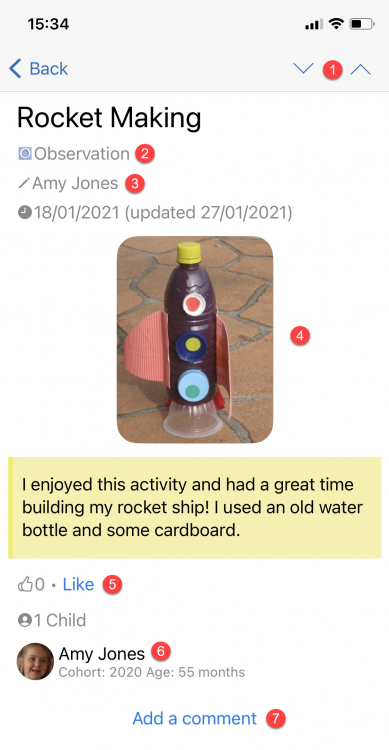 15:34
Back 1
Rocket Making
Observation 2
Amy Jones 3
18/01/2021 (updated 27/01/2021)
4
I enjoyed this activity and had a great time
building my rocket ship! I used an old water
bottle and some cardboard.
0 • Like 5
1 Child
Amy Jones 6
Cohort: 2020 Age: 55 months
Add a comment 7